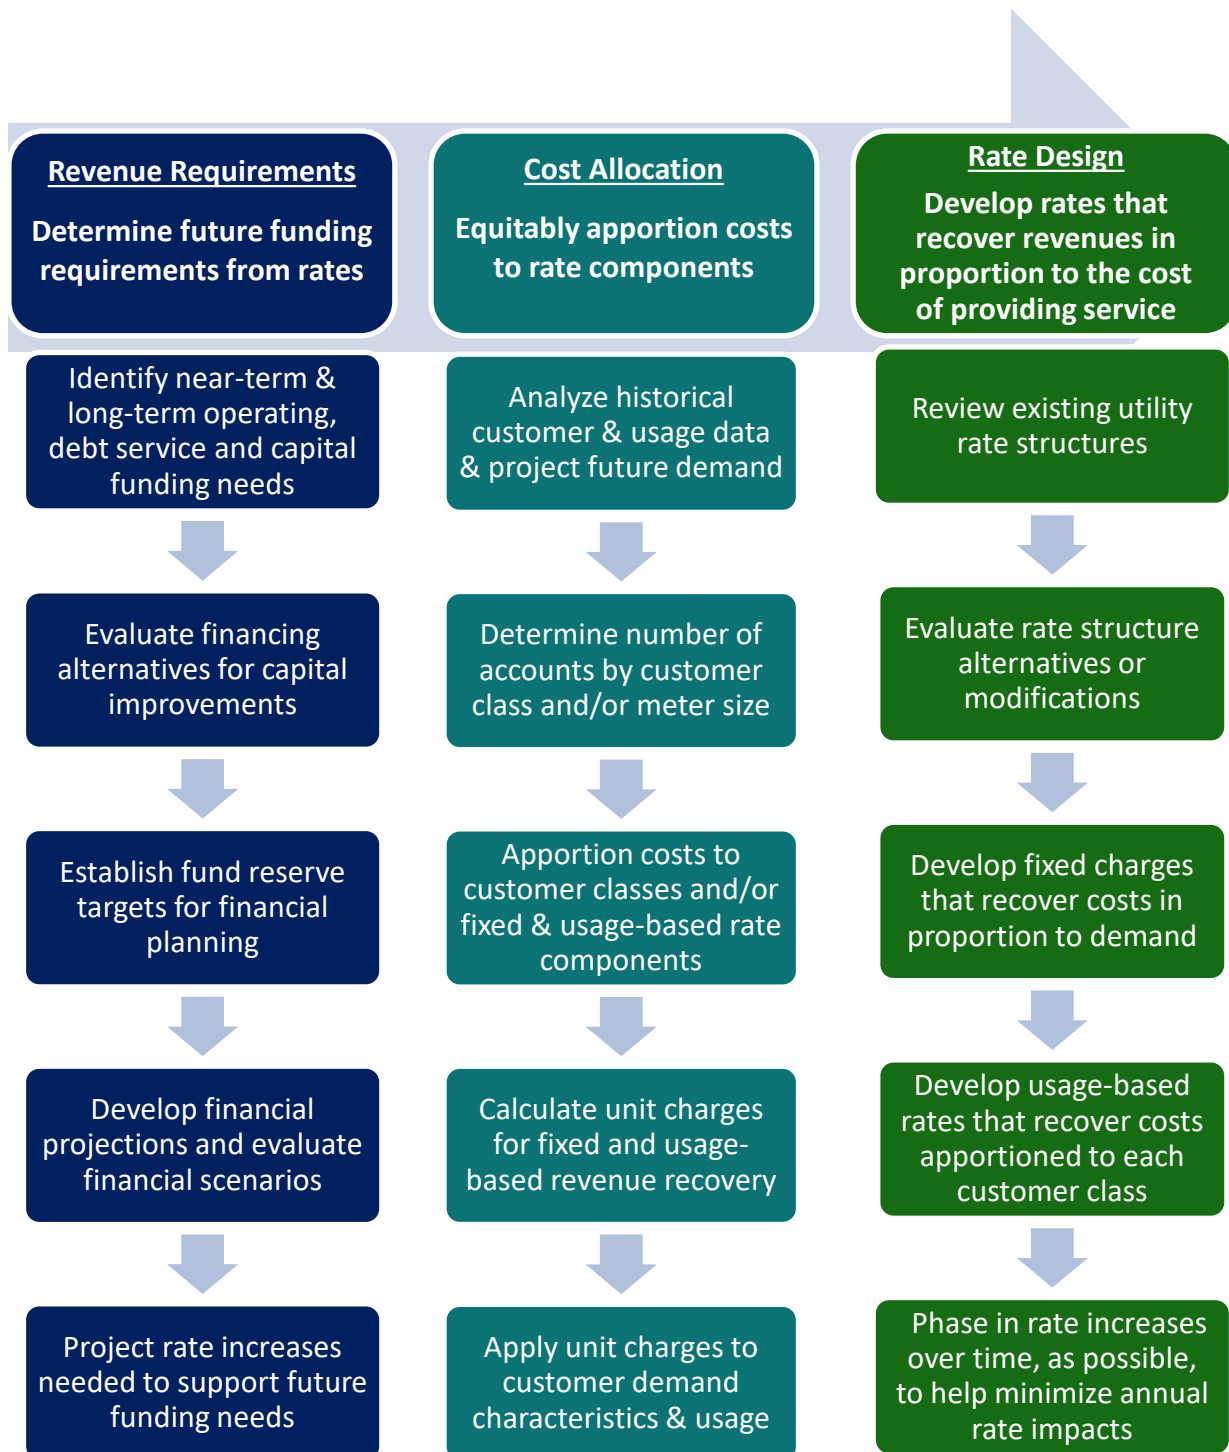 Revenue Requirements
Determine future funding
requirements from rates
Identify near-term &
long-term operating,
debt service and capital
funding needs
Evaluate financing
alternatives for capital
improvements
Establish fund reserve
targets for financial
planning
Develop financial
projections and evaluate
financial scenarios
Project rate increases
needed to support future
funding needs
Cost Allocation
Equitably apportion costs
to rate components
Analyze historical
customer & usage data
& project future demand
Determine number of
accounts by customer
class and/or meter size
Apportion costs to
customer classes and/or
fixed & usage-based rate
components
Calculate unit charges
for fixed and usage-
based revenue recovery
Apply unit charges to
customer demand
characteristics & usage
Rate Design
Develop rates that
recover revenues in
proportion to the cost
of providing service
Review existing utility
rate structures
Evaluate rate structure
alternatives or
modifications
Develop fixed charges
that recover costs in
proportion to demand
Develop usage-based
rates that recover costs
apportioned to each
customer class
Phase in rate increases
over time, as possible,
to help minimize annual
rate impacts